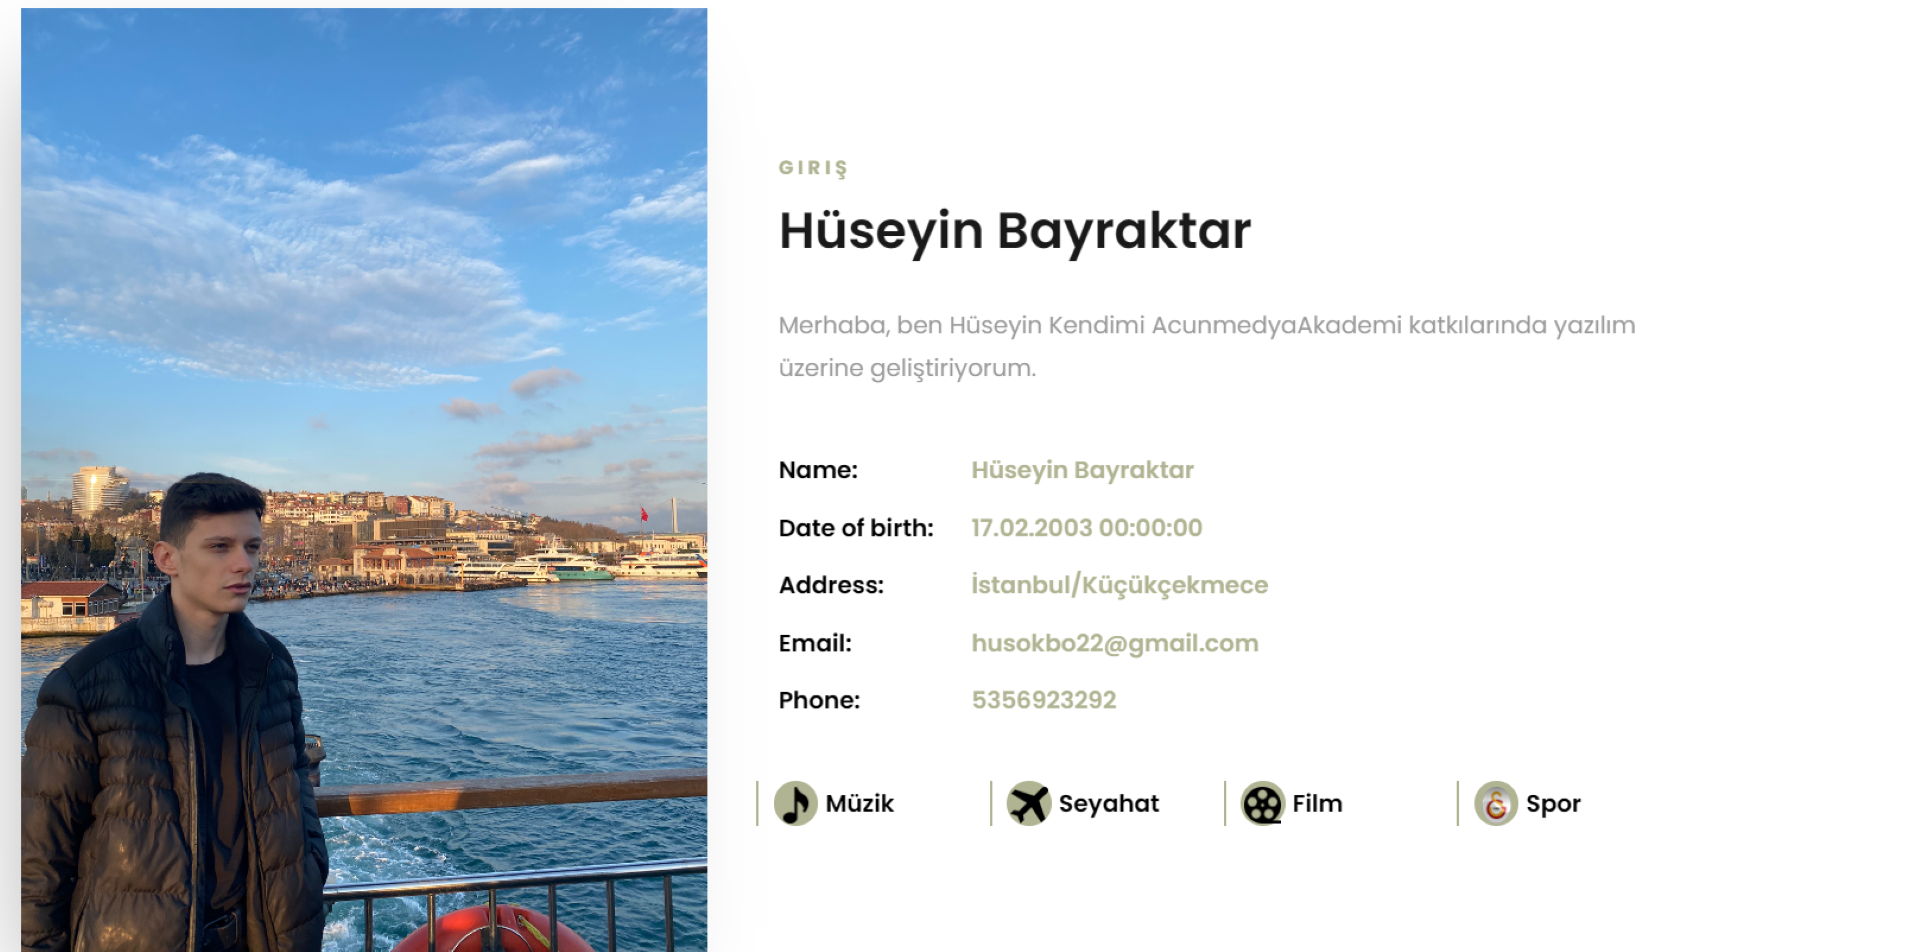 GIRIŞ
Hüseyin Bayraktar
Merhaba, ben Hüseyin Kendimi AcunmedyaAkademi katkılarında yazılım
üzerine geliştiriyorum.
Name: Hüseyin Bayraktar
Date of birth: 17.02.2003 00:00:00
Address: İstanbul/Küçükçekmece
Email: husokbo22@gmail.com
Phone: 5356923292
Müzik Seyahat Film Spor